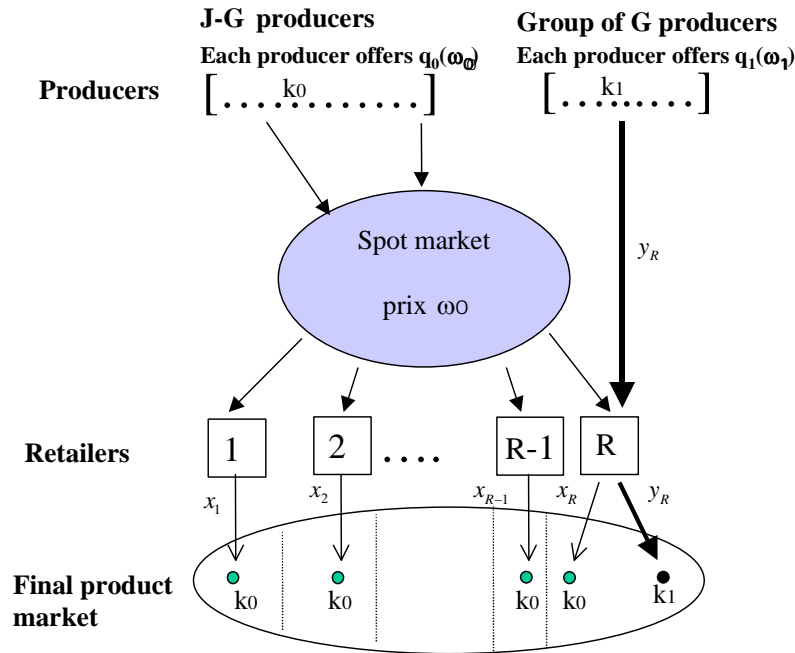 J-G producers
Group of G producers
Each producer offers q0(ω0)
Each producer offers q1(ω1)
Producers
[ . . . . . . . . . . . . . ]
k0
[ . . . . . . . . ]
k1
Spot market
prix ω0
yR
Retailers
1
2
. . . .
R-1
R
x1
x2
xR−1
xR
yR
Final product
market
k0
k0
k0
k0
k1